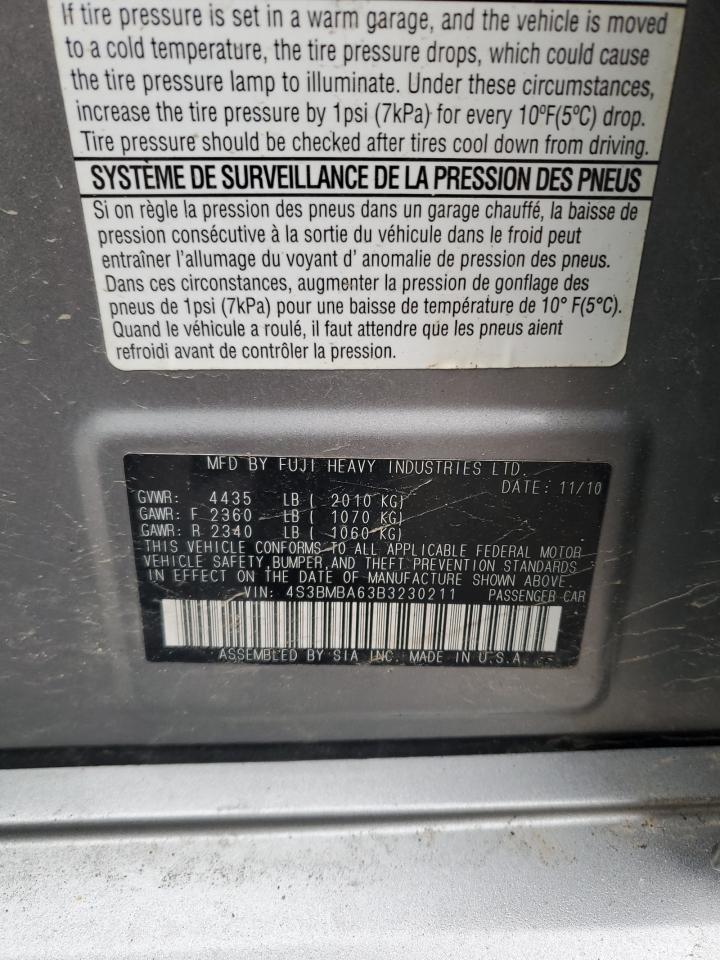 If tire pressure is set in a warm garage, and the vehicle is moved
to a cold temperature, the tire pressure drops, which could cause
the tire pressure lamp to illuminate. Under these circumstances,
increase the tire pressure by 1psi (7kPa) for every 10ºF(5ºC) drop.
Tire pressure should be checked after tires cool down from driving.
SYSTÈME DE SURVEILLANCE DE LA PRESSION DES PNEUS
Si on règle la pression des pneus dans un garage chauffé, la baisse de
pression consécutive à la sortie du véhicule dans le froid peut
entraîner l'allumage du voyant d' anomalie de pression des pneus.
Dans ces circonstances, augmenter la pression de gonflage des
pneus de 1psi (7kPa) pour une baisse de température de 10° F(5°C).
Quand le véhicule a roulé, il faut attendre que les pneus aient
refroidi avant de contrôler la pression.
MFD BY FUJI HEAVY INDUSTRIES LTD.
DATE: 11/10
GVWR: 4435 LB ( 2010 KG)
GAWR: F 2360 LB ( 1070 KG)
GAWR: R 2340 LB ( 1060 KG)
THIS VEHICLE CONFORMS TO ALL APPLICABLE FEDERAL MOTOR
VEHICLE SAFETY, BUMPER, AND THEFT PREVENTION STANDARDS
IN EFFECT ON THE DATE OF MANUFACTURE SHOWN ABOVE.
VIN: 4S3BMBA63B3230211 PASSENGER CAR
ASSEMBLED BY SIA INC. MADE IN U.S.A.